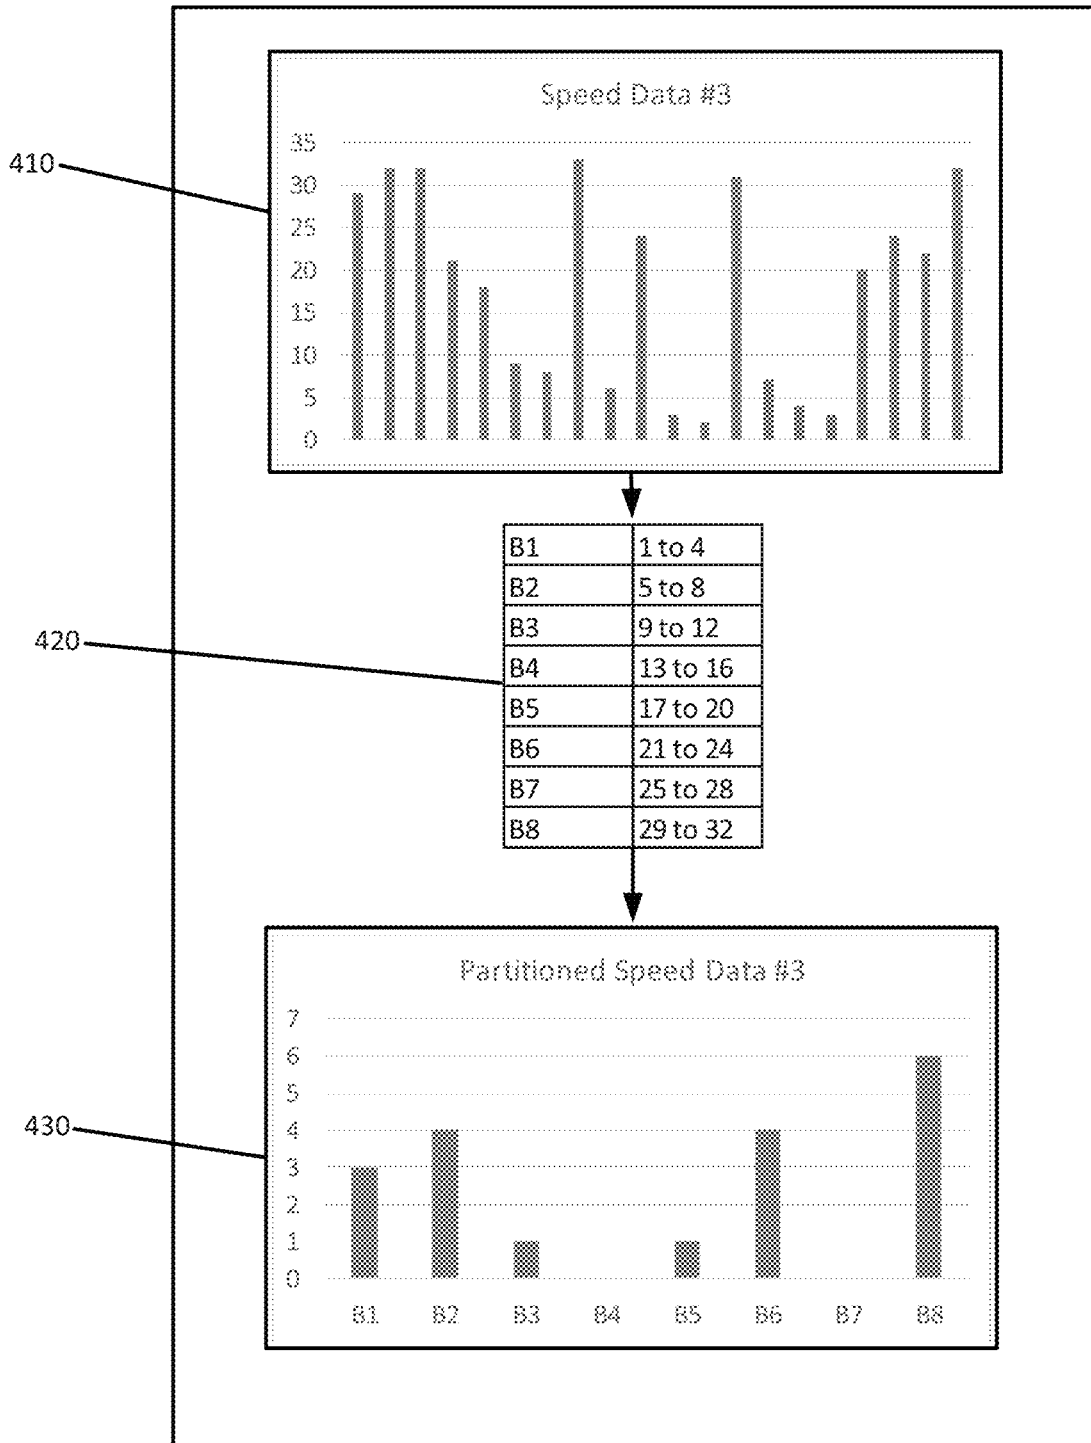 Speed Data #3
35
410
30
25
20
15
10
5
0
B1 1 to 4
B2 5 to 8
B3 9 to 12
420
B4 13 to 16
B5 17 to 20
B6 21 to 24
B7 25 to 28
B8 29 to 32
Partitioned Speed Data #3
7
6
5
430
4
3
2
1
0
B1 B2 B3 B4 B5 B6 B7 B8